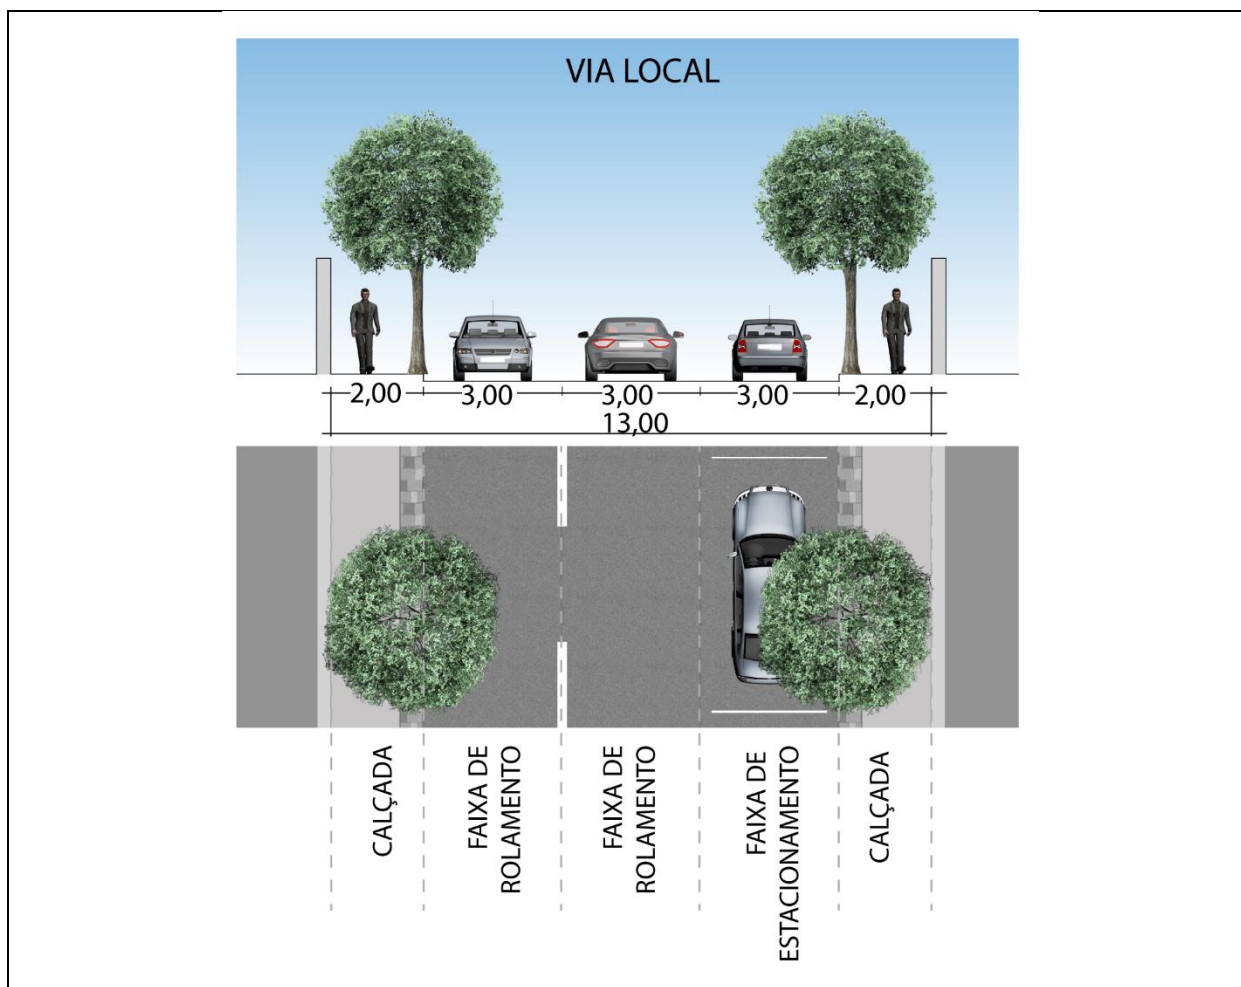 VIA LOCAL
2,00 3,00 3,00 3,00 2,00
13,00
CALÇADA
FAIXA DE
ROLAMENTO
FAIXA DE
ROLAMENTO
FAIXA DE
ESTACIONAMENTO
CALÇADA